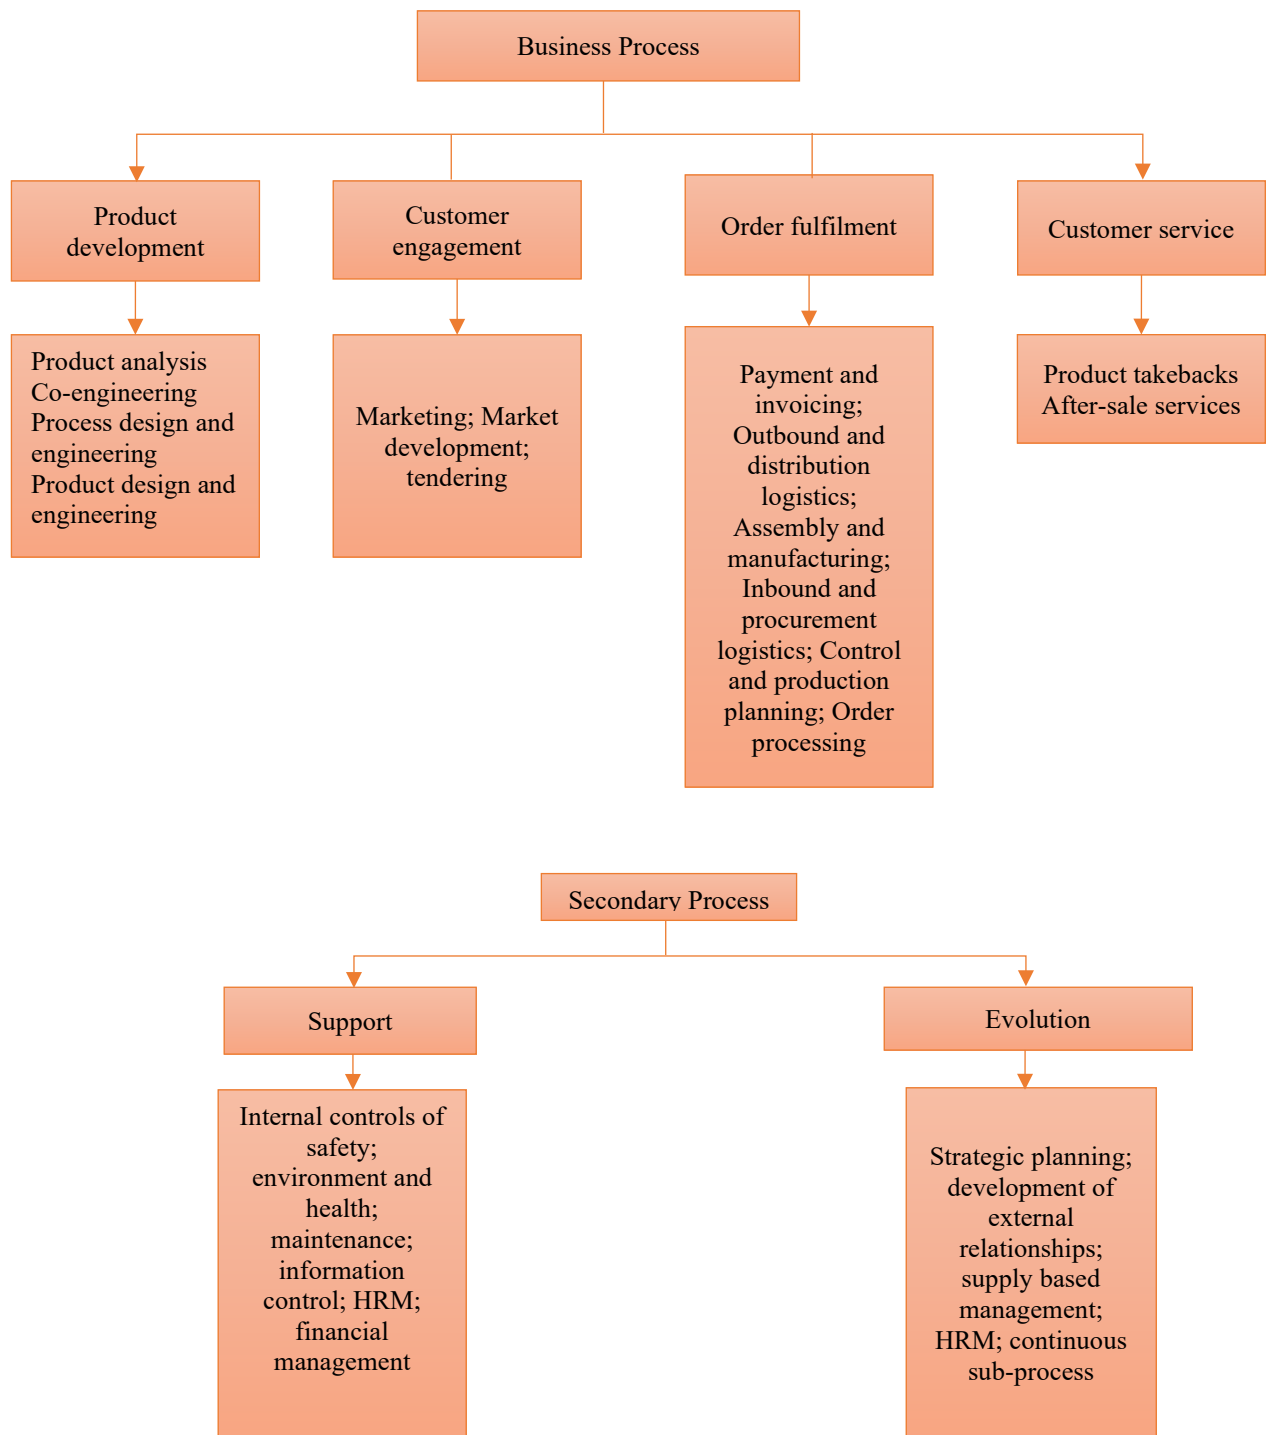 Business Process
Product
development
Customer
engagement
Order fulfilment
Customer service
Product analysis
Co-engineering
Process design and
engineering
Product design and
engineering
Marketing; Market
development;
tendering
Payment and
invoicing;
Outbound and
distribution
logistics;
Assembly and
manufacturing;
Inbound and
procurement
logistics; Control
and production
planning; Order
processing
Product takebacks
After-sale services
Secondary Process
Support
Evolution
Internal controls of
safety;
environment and
health;
maintenance;
information
control; HRM;
financial
management
Strategic planning;
development of
external
relationships;
supply based
management;
HRM; continuous
sub-process